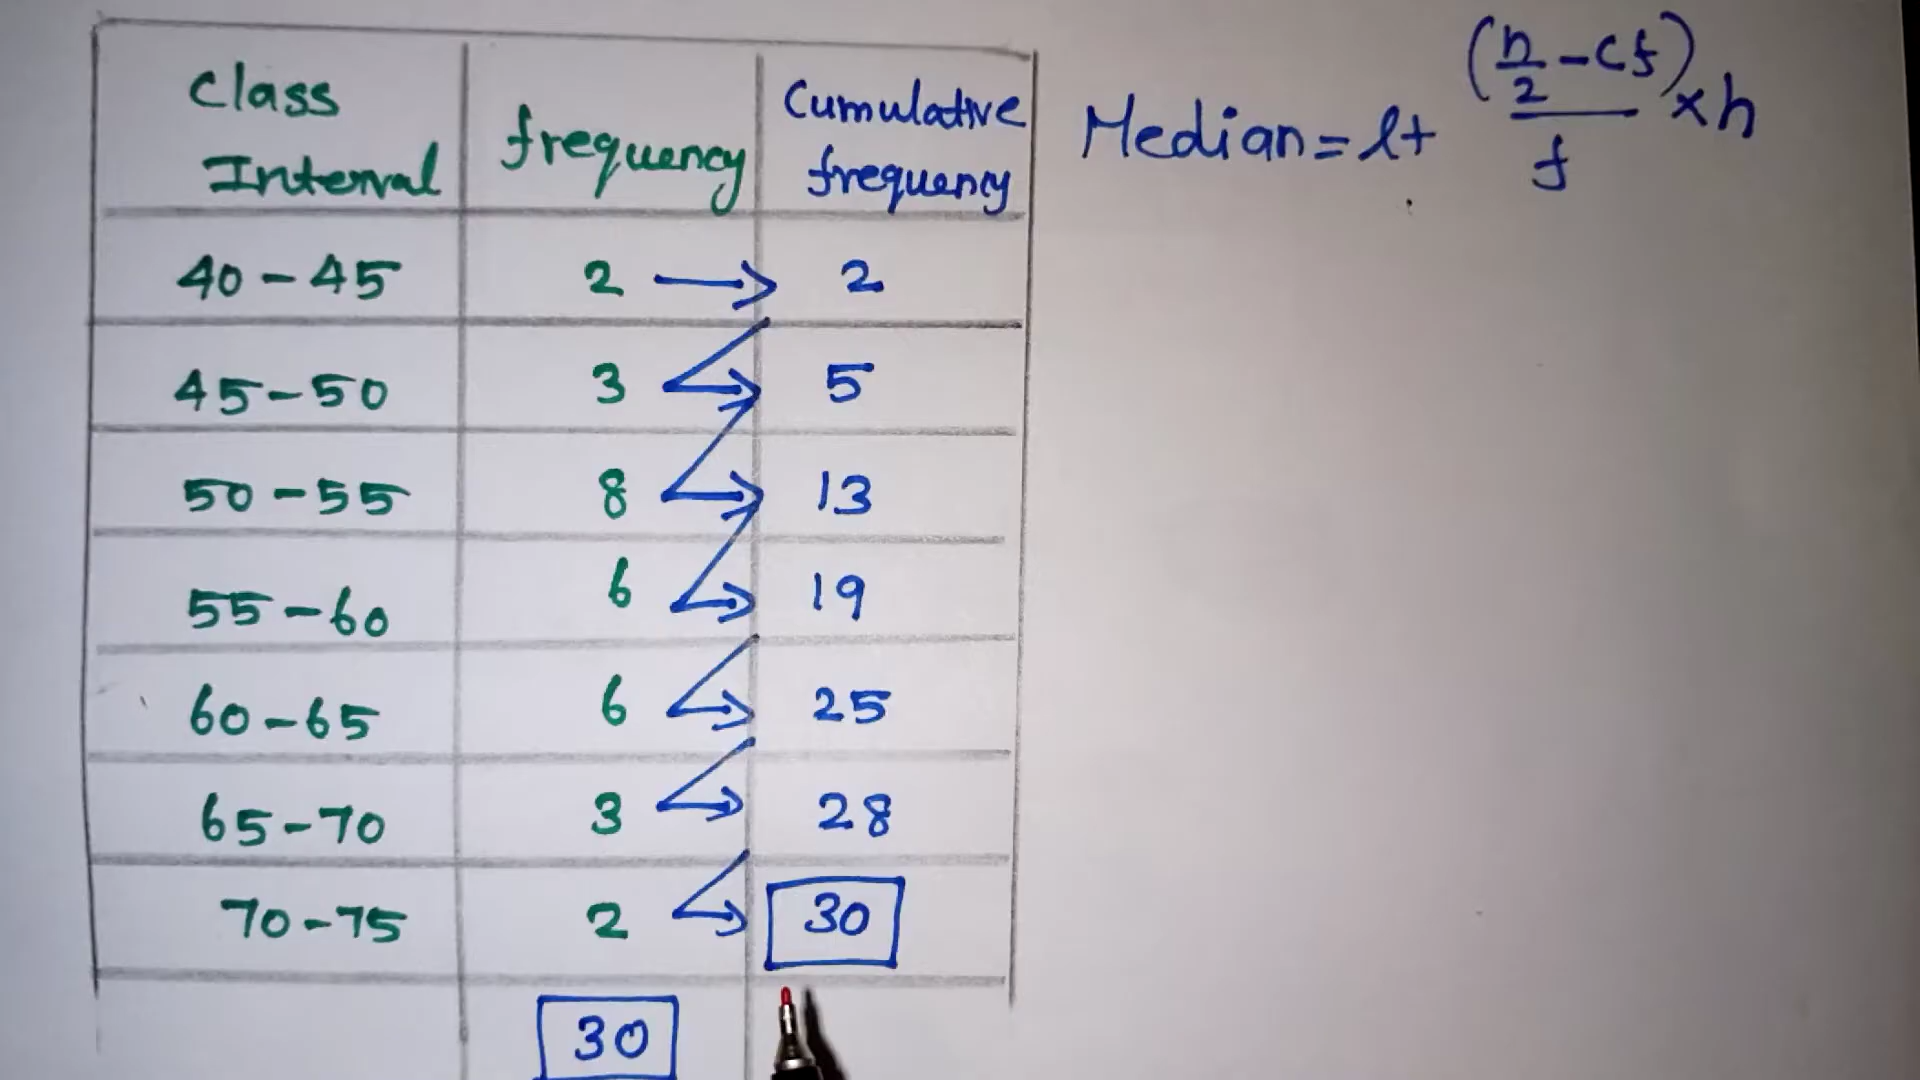 Class Interval frequency Cumulative frequency
40-45 2 2
45-50 3 5
50-55 8 13
55-60 6 19
60-65 6 25
65-70 3 28
70-75 2 30
30
Median = l + (n/2 - cf)/f × h